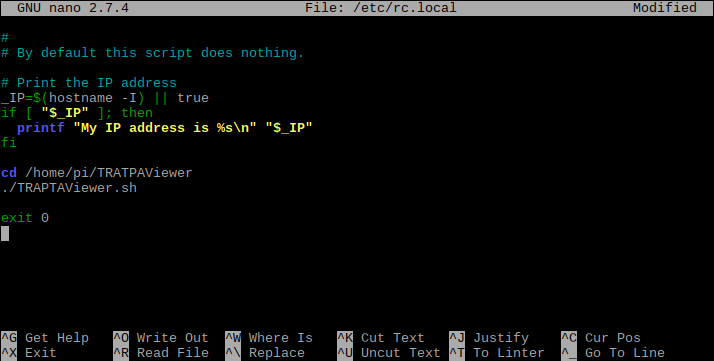 GNU nano 2.7.4 File: /etc/rc.local Modified
#
# By default this script does nothing.
# Print the IP address
_IP=$(hostname -I) || true
if [ "$_IP" ]; then
  printf "My IP address is %s\n" "$_IP"
fi
cd /home/pi/TRATPAViewer
./TRAPTAViewer.sh
exit 0
^G Get Help ^O Write Out ^W Where Is ^K Cut Text ^J Justify ^C Cur Pos
^X Exit ^R Read File ^\ Replace ^U Uncut Text ^T To Linter ^_ Go To Line